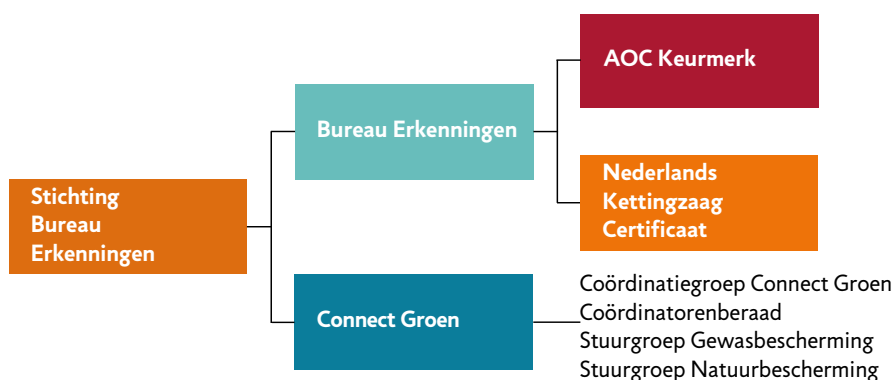 AOC Keurmerk
Bureau Erkenningen
Nederlands
Kettingzaag
Certificaat
Stichting
Bureau
Erkenningen
Connect Groen
Coördinatiegroep Connect Groen
Coördinatorenberaad
Stuurgroep Gewasbescherming
Stuurgroep Natuurbescherming